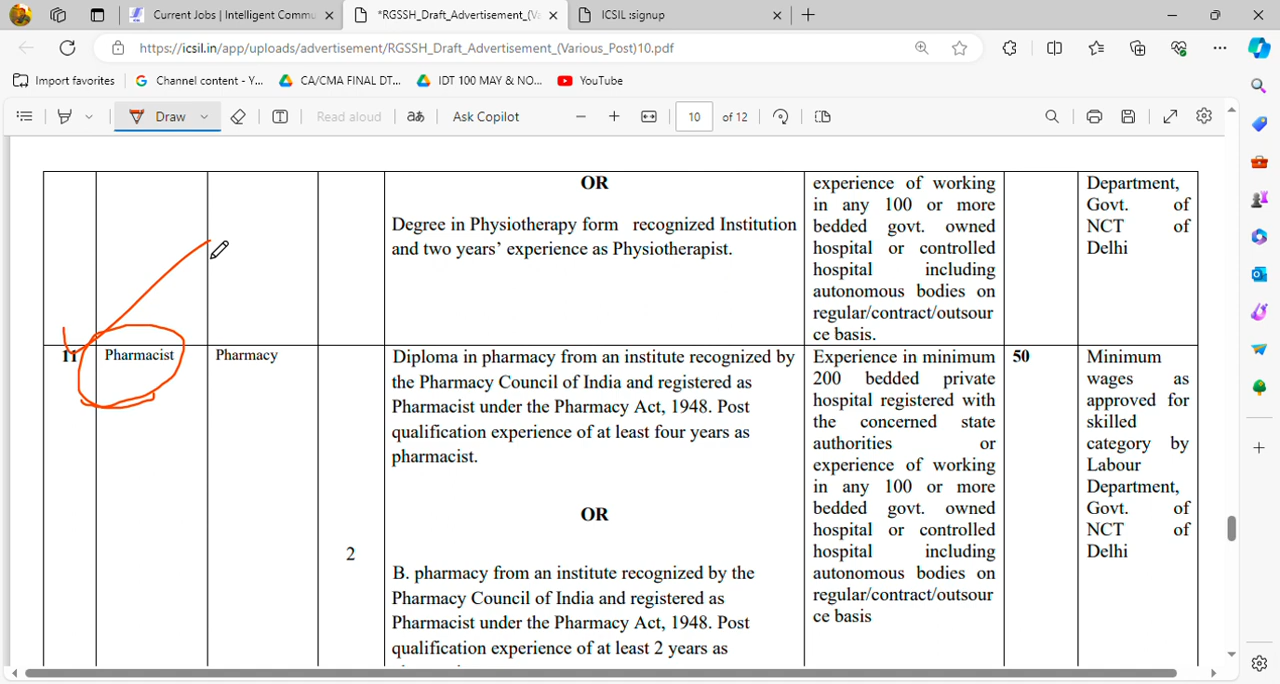 Current Jobs | Intelligent Commu
*RGSSH_Draft_Advertisement_(Va
ICSIL :signup
https://icsil.in/app/uploads/advertisement/RGSSH_Draft_Advertisement_(Various_Post)10.pdf
Import favorites
Channel content - Y...
CA/CMA FINAL DT...
IDT 100 MAY & NO...
YouTube
Draw
Read aloud
aあ
Ask Copilot
10
of 12
OR
Degree in Physiotherapy form recognized Institution
and two years’ experience as Physiotherapist.
experience of working
in any 100 or more
bedded govt. owned
hospital or controlled
hospital including
autonomous bodies on
regular/contract/outsour
ce basis.
Department,
Govt. of
NCT of
Delhi
11
Pharmacist
Pharmacy
2
Diploma in pharmacy from an institute recognized by
the Pharmacy Council of India and registered as
Pharmacist under the Pharmacy Act, 1948. Post
qualification experience of at least four years as
pharmacist.
OR
B. pharmacy from an institute recognized by the
Pharmacy Council of India and registered as
Pharmacist under the Pharmacy Act, 1948. Post
qualification experience of at least 2 years as
Experience in minimum
200 bedded private
hospital registered with
the concerned state
authorities or
experience of working
in any 100 or more
bedded govt. owned
hospital or controlled
hospital including
autonomous bodies on
regular/contract/outsour
ce basis
50
Minimum
wages as
approved for
skilled
category by
Labour
Department,
Govt. of
NCT of
Delhi